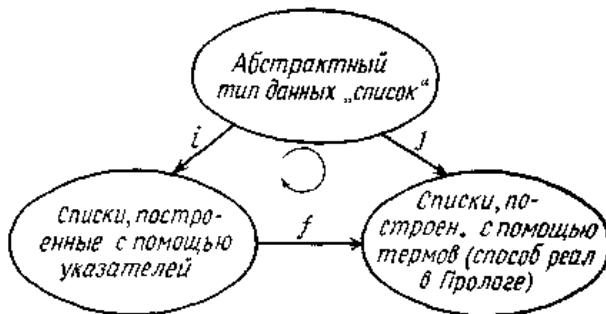 Абстрактный
тип данных „список“
i
j
Списки, постро-
енные с помощью
указателей
f
Списки, по-
строен. с помощью
термов (способ реал
в Прологе)